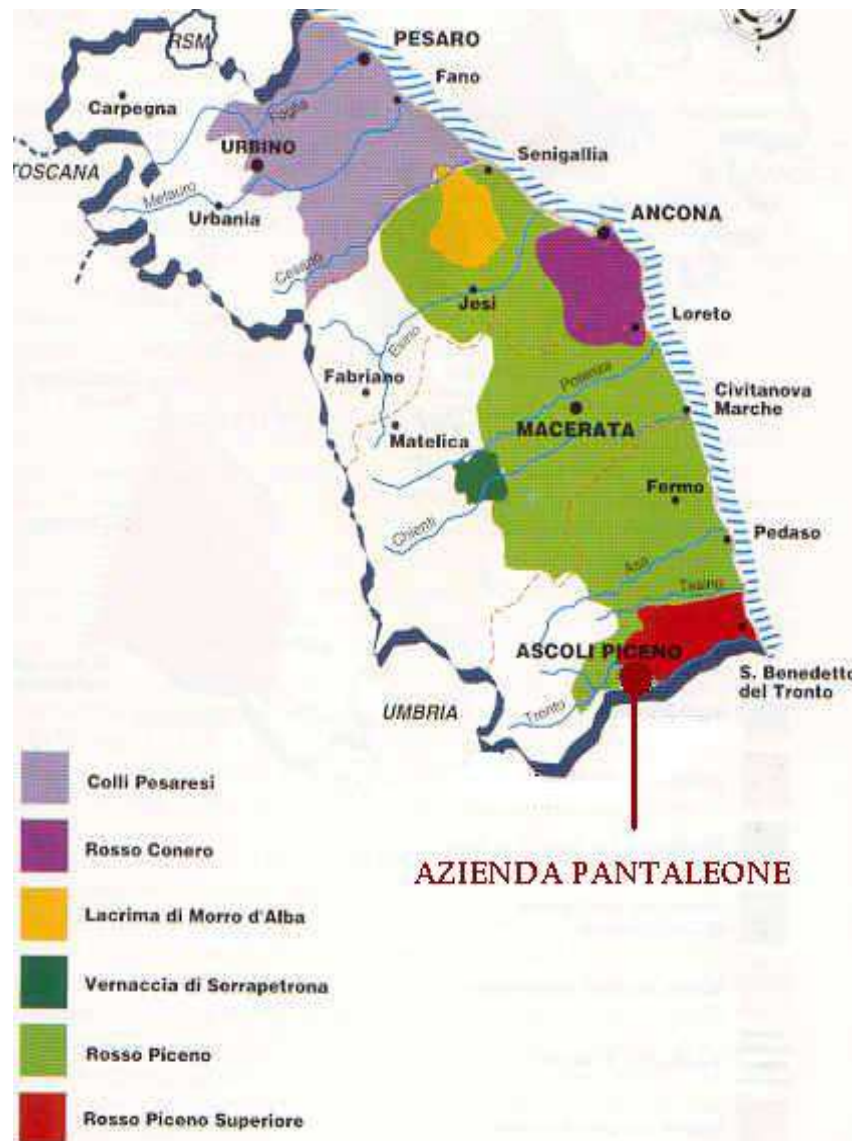 RSM
PESARO
Fano
Carpegna
Foglia
URBINO
TOSCANA
Senigallia
Metauro
Urbania
ANCONA
Cesano
Jesi
Loreto
Esino
Fabriano
Potenza
Civitanova
Marche
MACERATA
Matelica
Fermo
Chienti
Pedaso
Aso
Tesino
ASCOLI PICENO
S. Benedetto
del Tronto
UMBRIA
Tronto
Colli Pesaresi
Rosso Conero
AZIENDA PANTALEONE
Lacrima di Morro d'Alba
Vernaccia di Serrapetrona
Rosso Piceno
Rosso Piceno Superiore